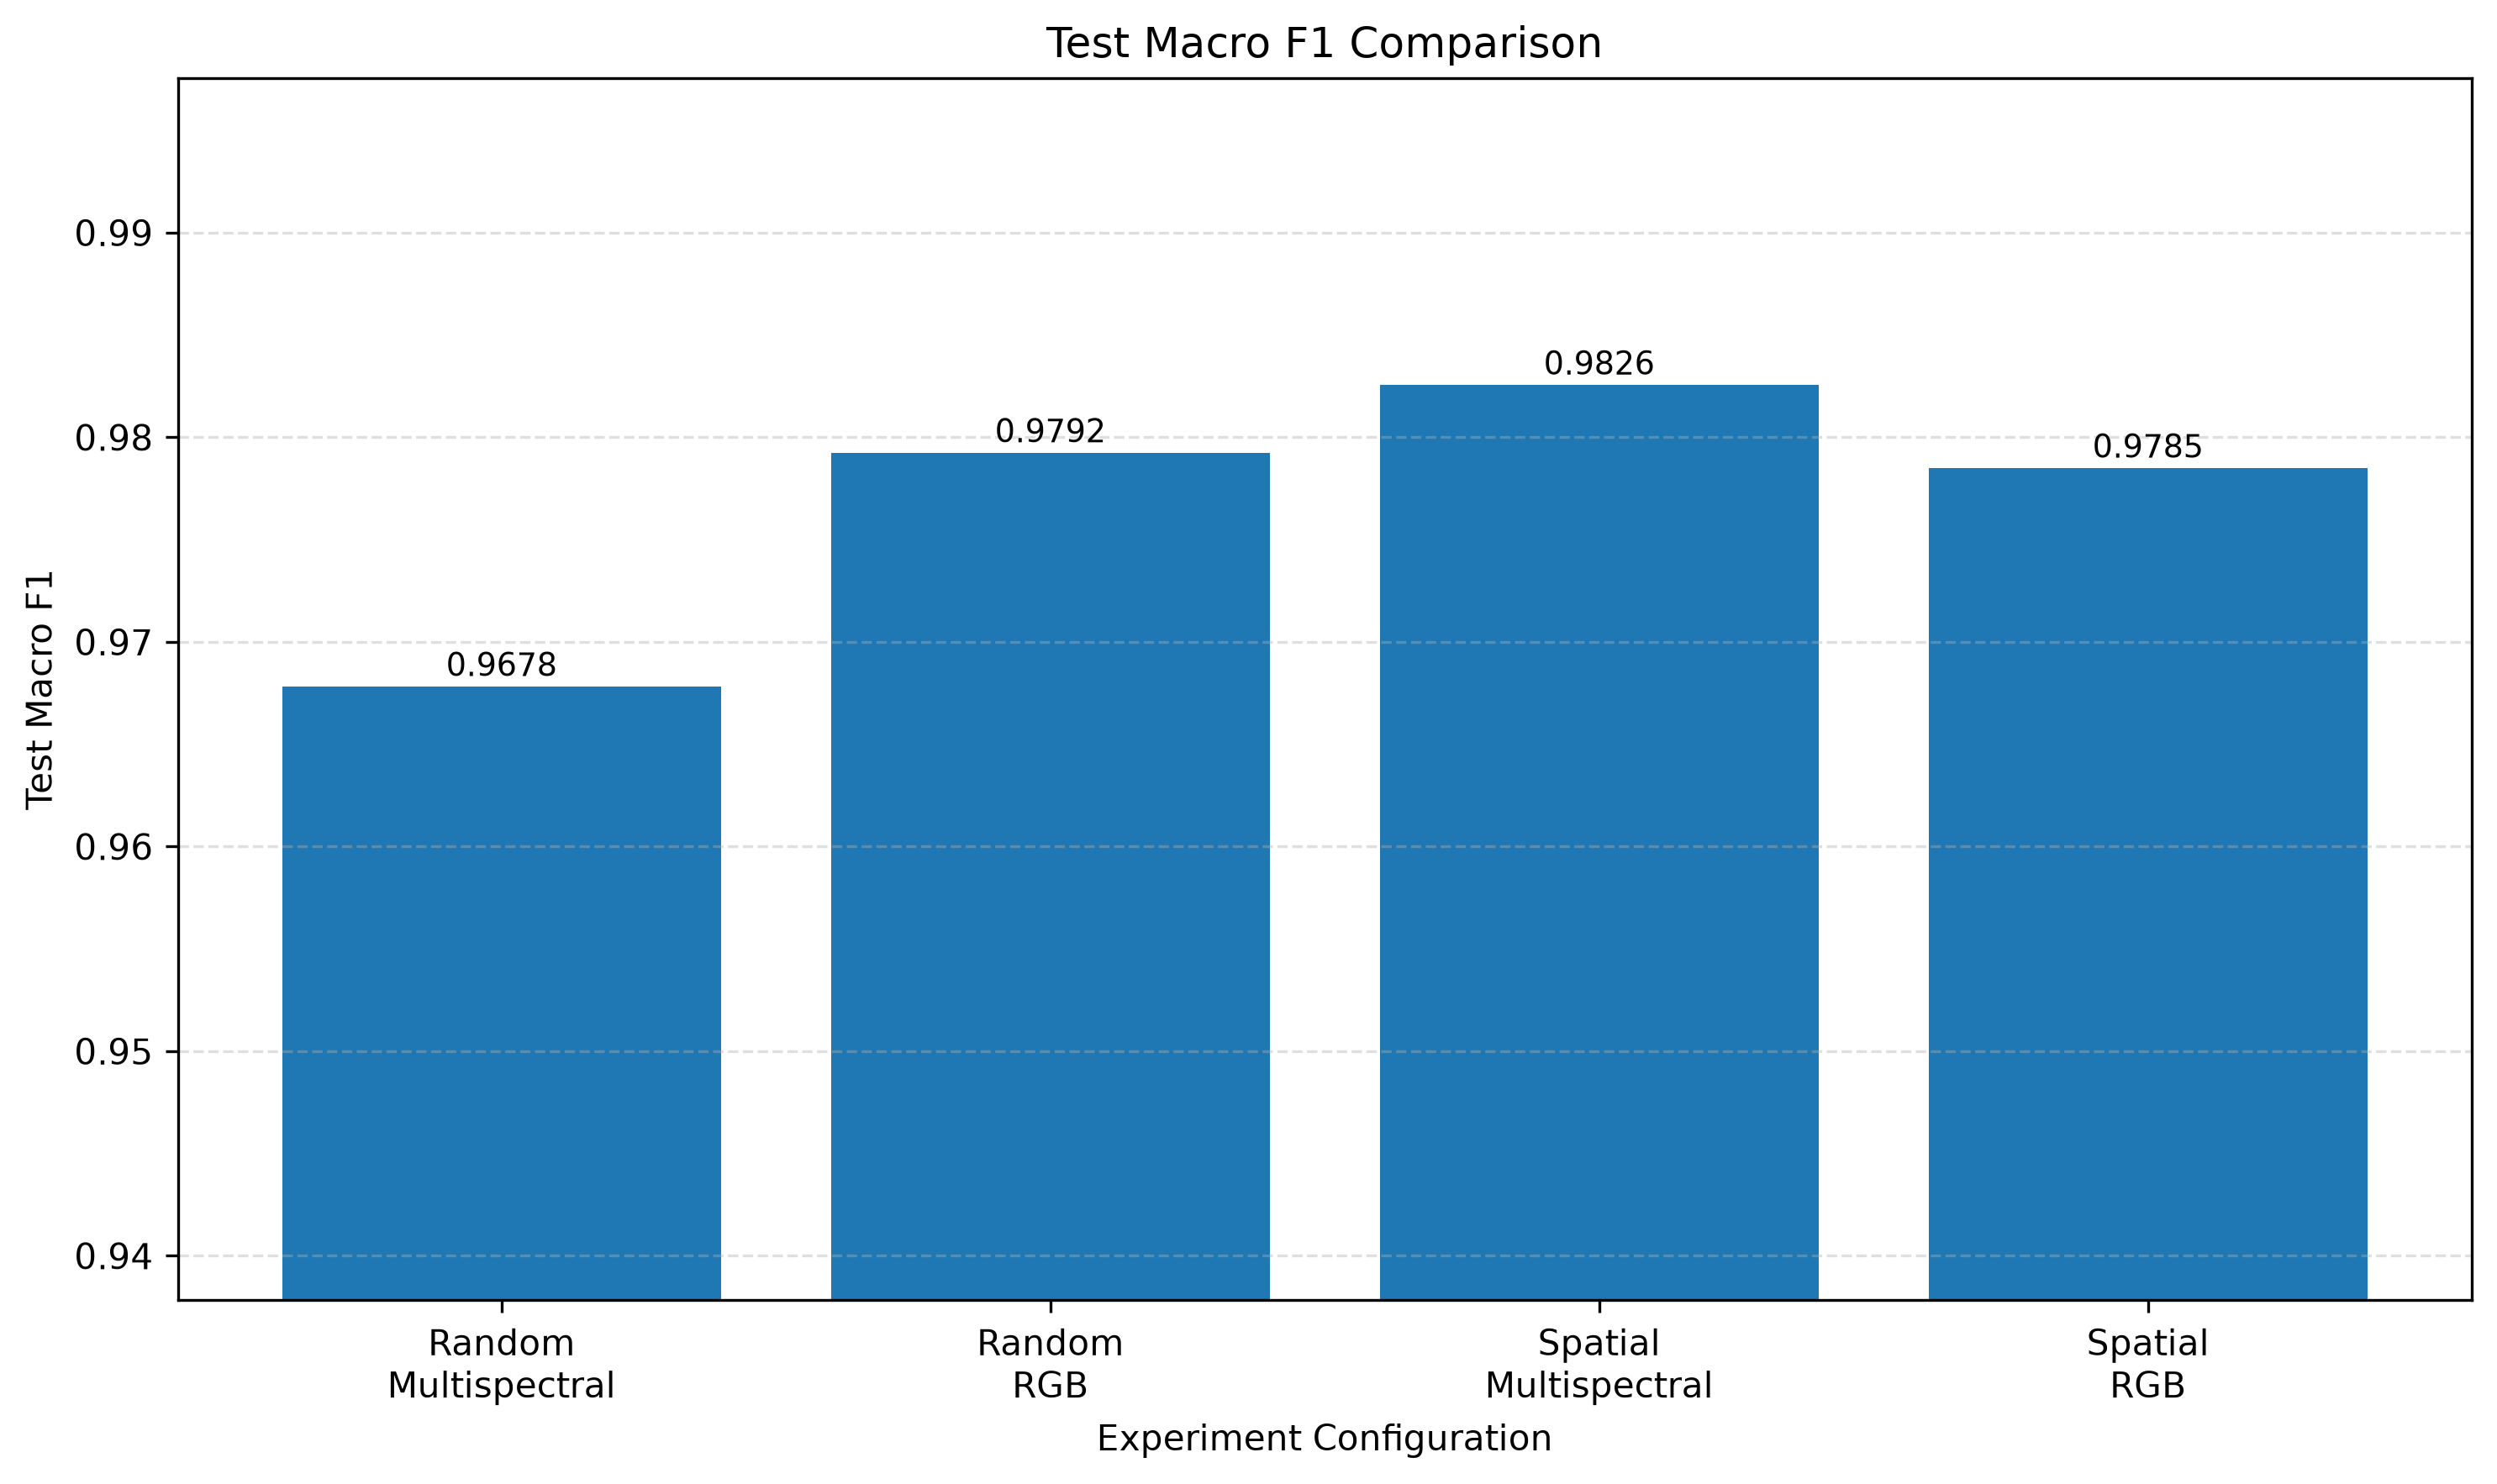 Test Macro F1 Comparison
Test Macro F1
0.99
0.98
0.97
0.96
0.95
0.94
0.9678
0.9792
0.9826
0.9785
Random
Multispectral
Random
RGB
Spatial
Multispectral
Spatial
RGB
Experiment Configuration